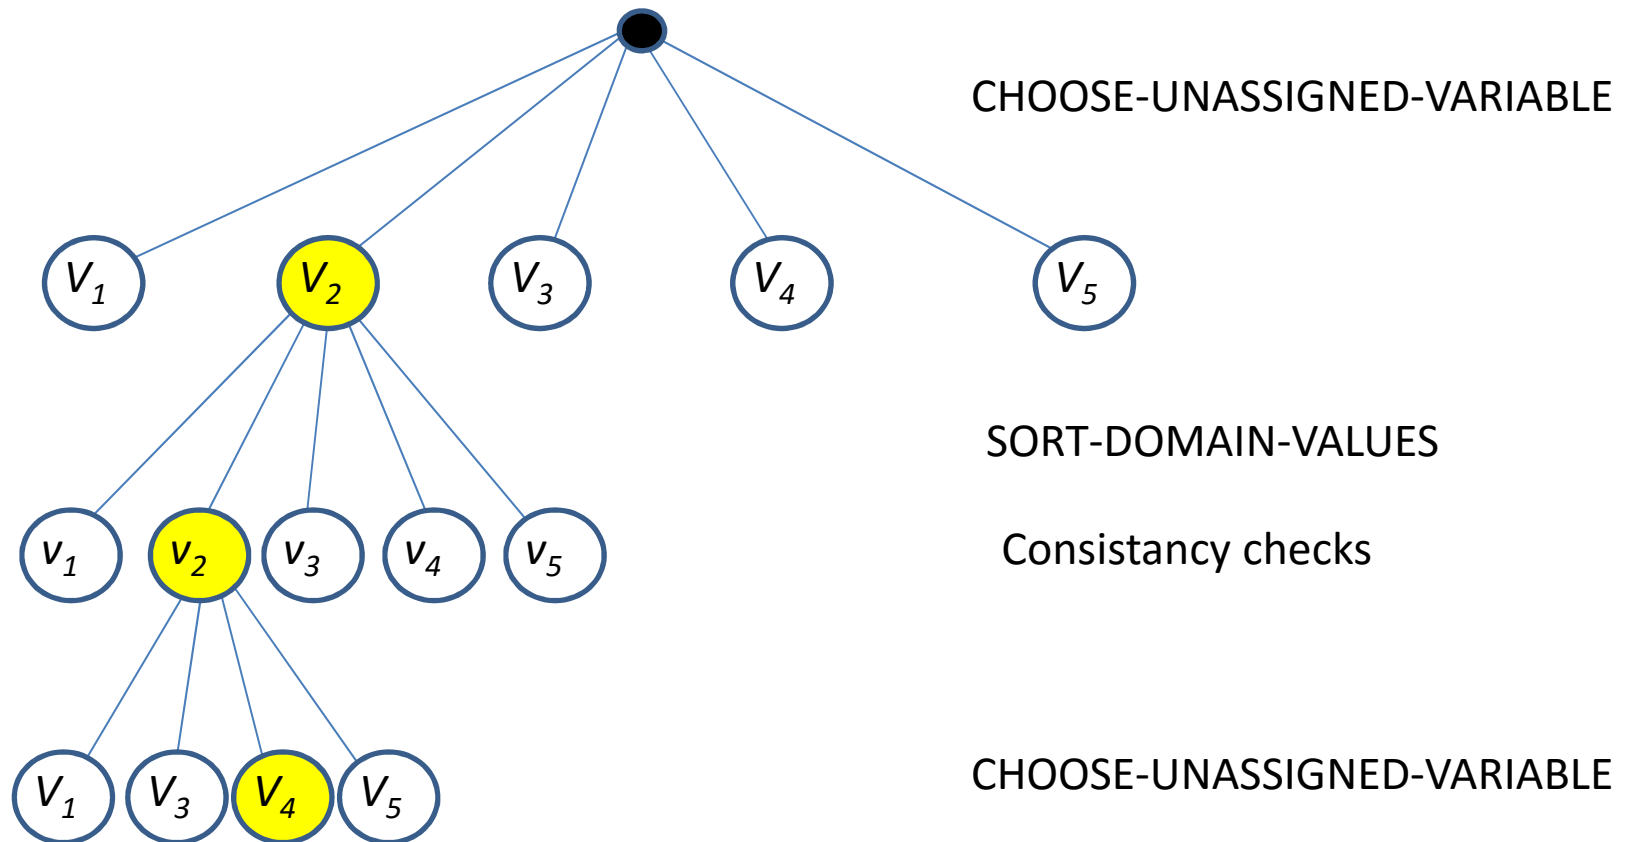 CHOOSE-UNASSIGNED-VARIABLE
V1 V2 V3 V4 V5
SORT-DOMAIN-VALUES
Consistancy checks
v1 v2 v3 v4 v5
V1 V3 V4 V5
CHOOSE-UNASSIGNED-VARIABLE